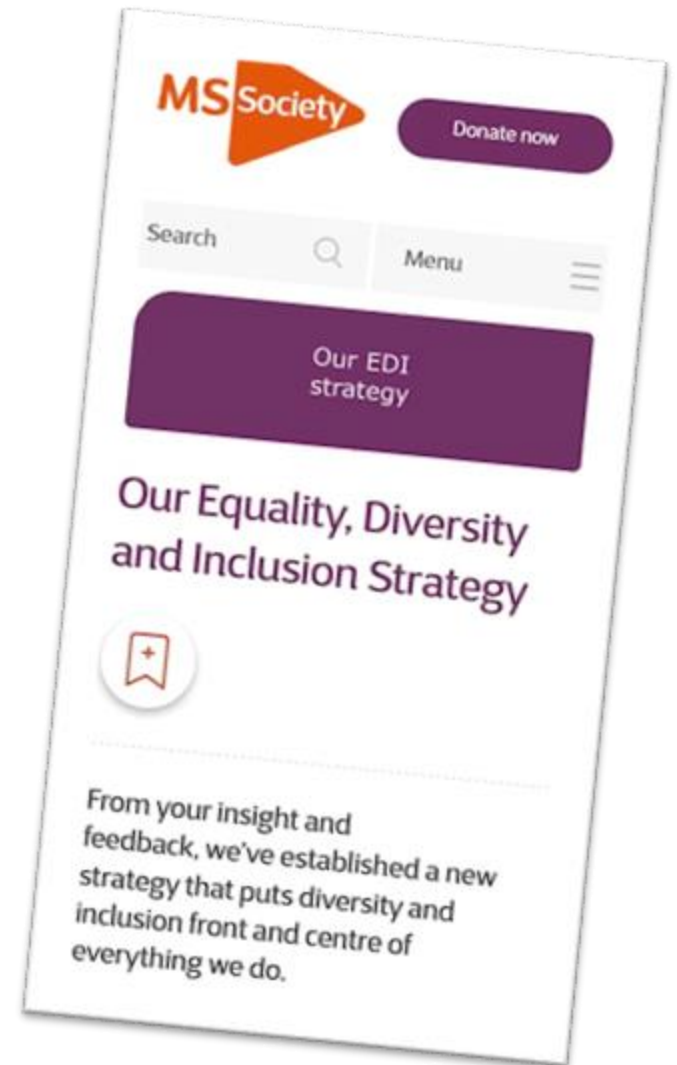 MS Society
Donate now
Search
Menu
Our EDI
strategy
Our Equality, Diversity
and Inclusion Strategy
From your insight and
feedback, we've established a new
strategy that puts diversity and
inclusion front and centre of
everything we do.